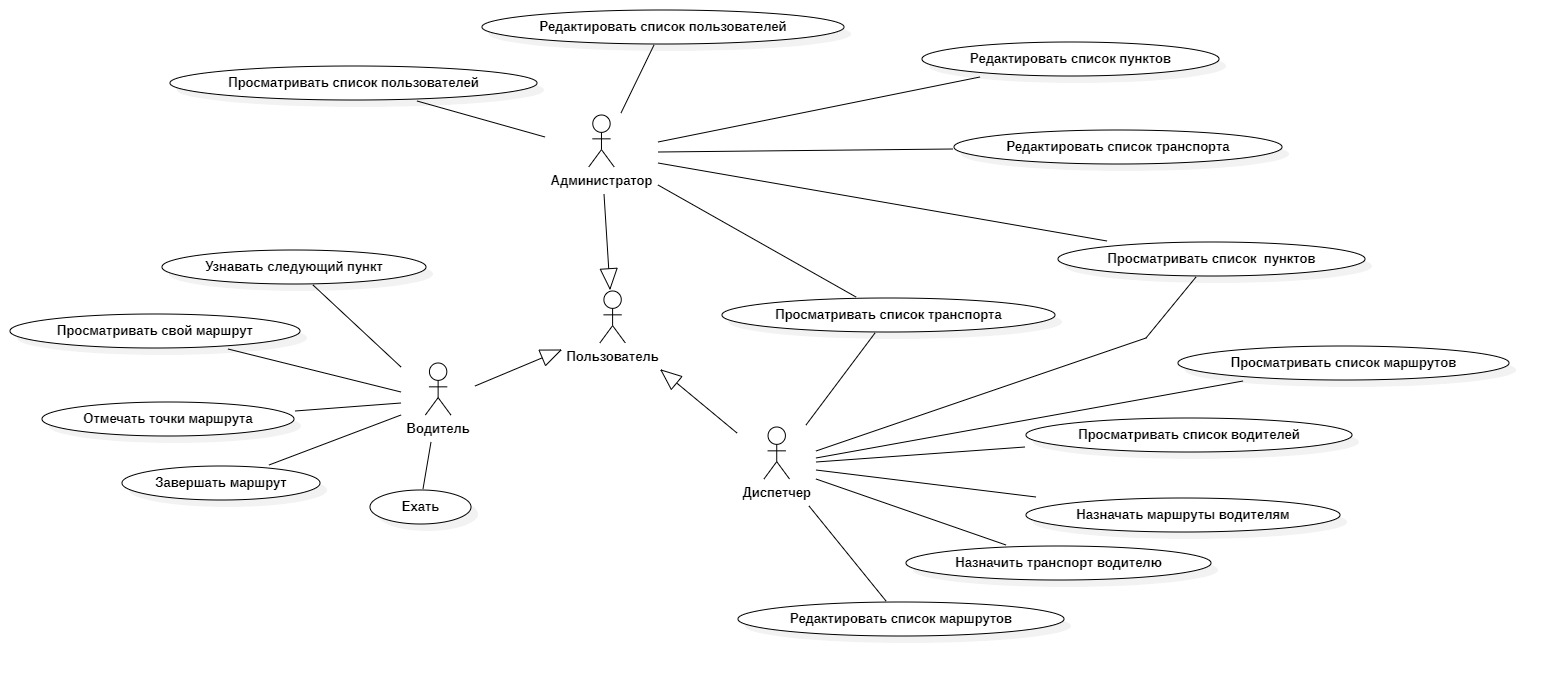 Редактировать список пользователей
Редактировать список пунктов
Просматривать список пользователей
Редактировать список транспорта
Администратор
Просматривать список  пунктов
Узнавать следующий пункт
Просматривать список транспорта
Просматривать свой маршрут
Пользователь
Просматривать список маршрутов
Отмечать точки маршрута
Водитель
Просматривать список водителей
Завершать маршрут
Диспетчер
Ехать
Назначать маршруты водителям
Назначить транспорт водителю
Редактировать список маршрутов